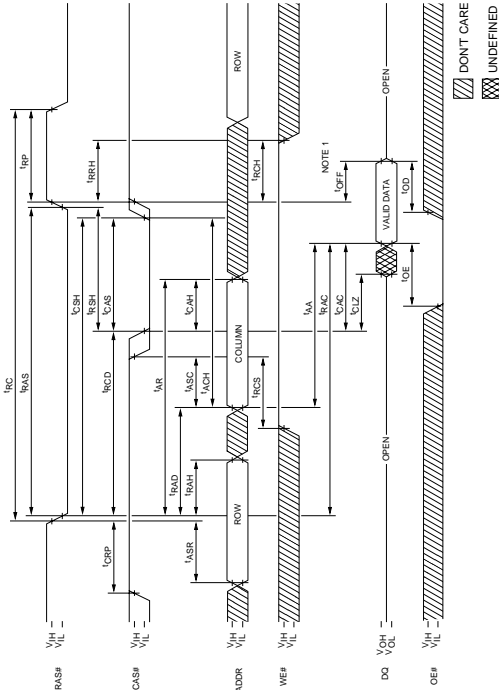 tRC
tRAS
tRP
RAS#
VIH
VIL
tCSH
tRSH
tRRH
tCRP
tRCD
tCAS
CAS#
VIH
VIL
tAR
tRAD
tASC
tCAH
tASR
tRAH
tACH
ADDR
VIH
VIL
ROW
COLUMN
ROW
tRCS
tRCH
WE#
VIH
VIL
tAA
tRAC
NOTE 1
tCAC
tOFF
tCLZ
DQ
VOH
VOL
OPEN
VALID DATA
OPEN
tOE
tOD
OE#
VIH
VIL
DON'T CARE
UNDEFINED